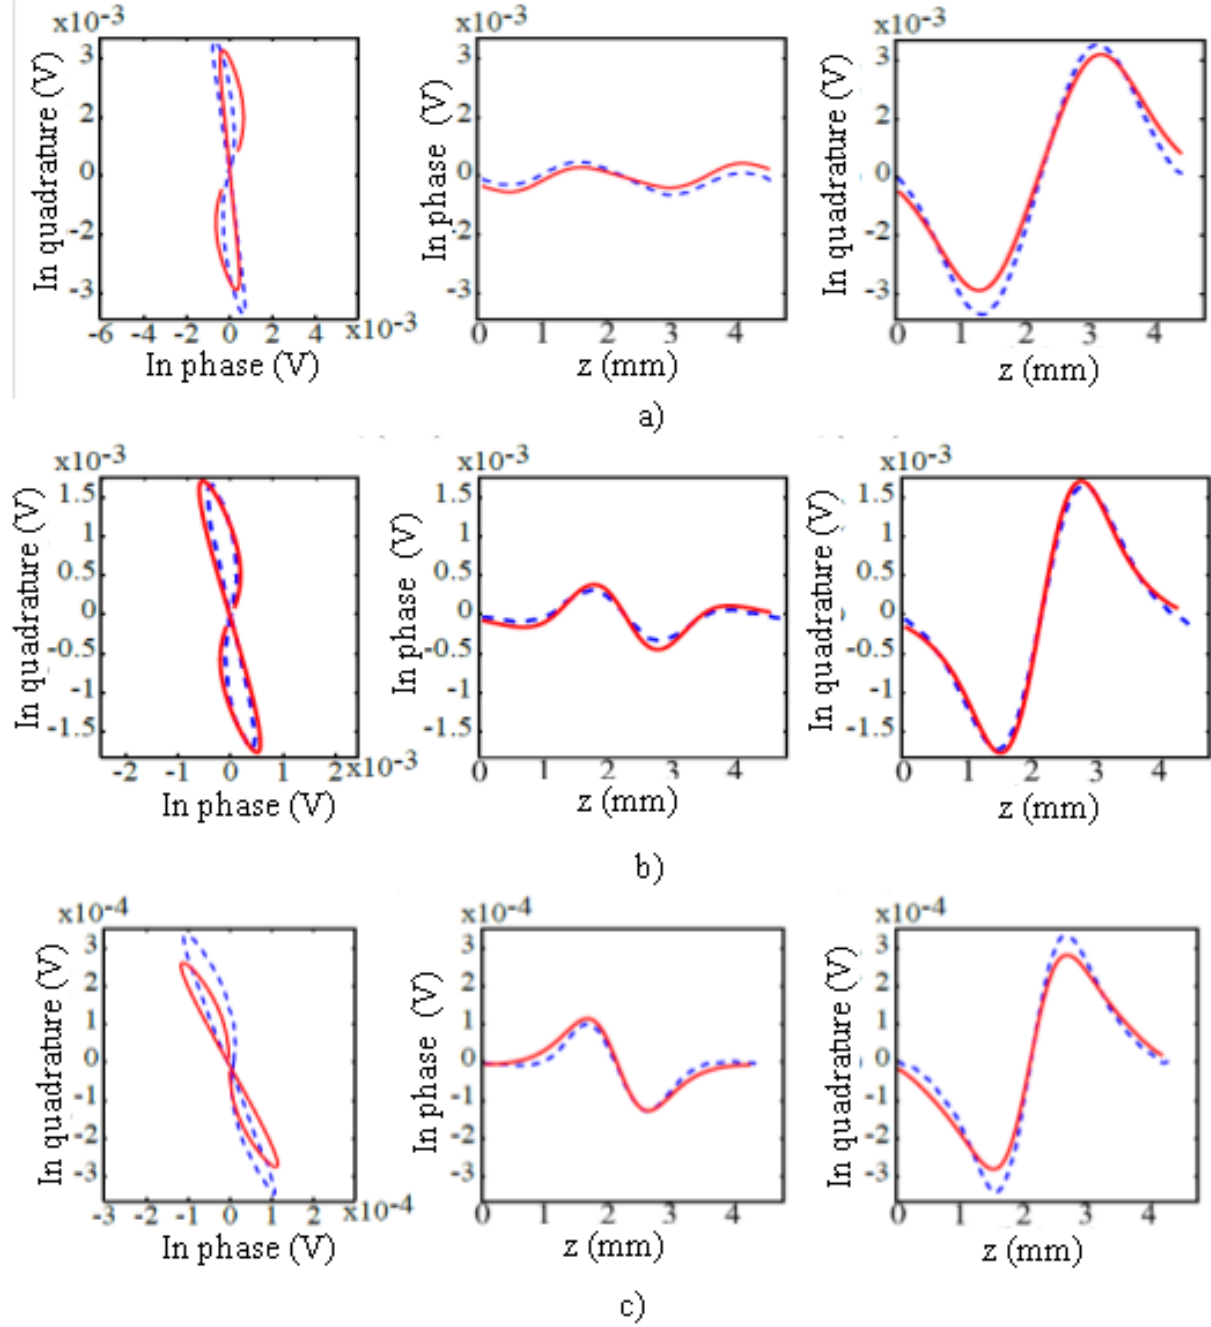 x10-3 x10-3 x10-3
In quadrature (V) 3 2 0 -2 -3
-6 -4 -2 0 2 4 x10-3
In phase (V)
In phase (V) 3 2 0 -2 -3
0 1 2 3 4
z (mm)
In quadrature (V) 3 2 0 -2 -3
0 1 2 3 4
z (mm)
a)
x10-3 x10-3 x10-3
In quadrature (V) 1.5 1 0.5 0 -0.5 -1 -1.5
-2 -1 0 1 2 x10-3
In phase (V)
In phase (V) 1.5 1 0.5 0 -0.5 -1 -1.5
0 1 2 3 4
z (mm)
In quadrature (V) 1.5 1 0.5 0 -0.5 -1 -1.5
0 1 2 3 4
z (mm)
b)
x10-4 x10-4 x10-4
In quadrature (V) 3 2 1 0 -1 -2 -3
-3 -2 -1 0 1 2 x10-4
In phase (V)
In phase (V) 3 2 1 0 -1 -2 -3
0 1 2 3 4
z (mm)
In quadrature (V) 3 2 1 0 -1 -2 -3
0 1 2 3 4
z (mm)
c)